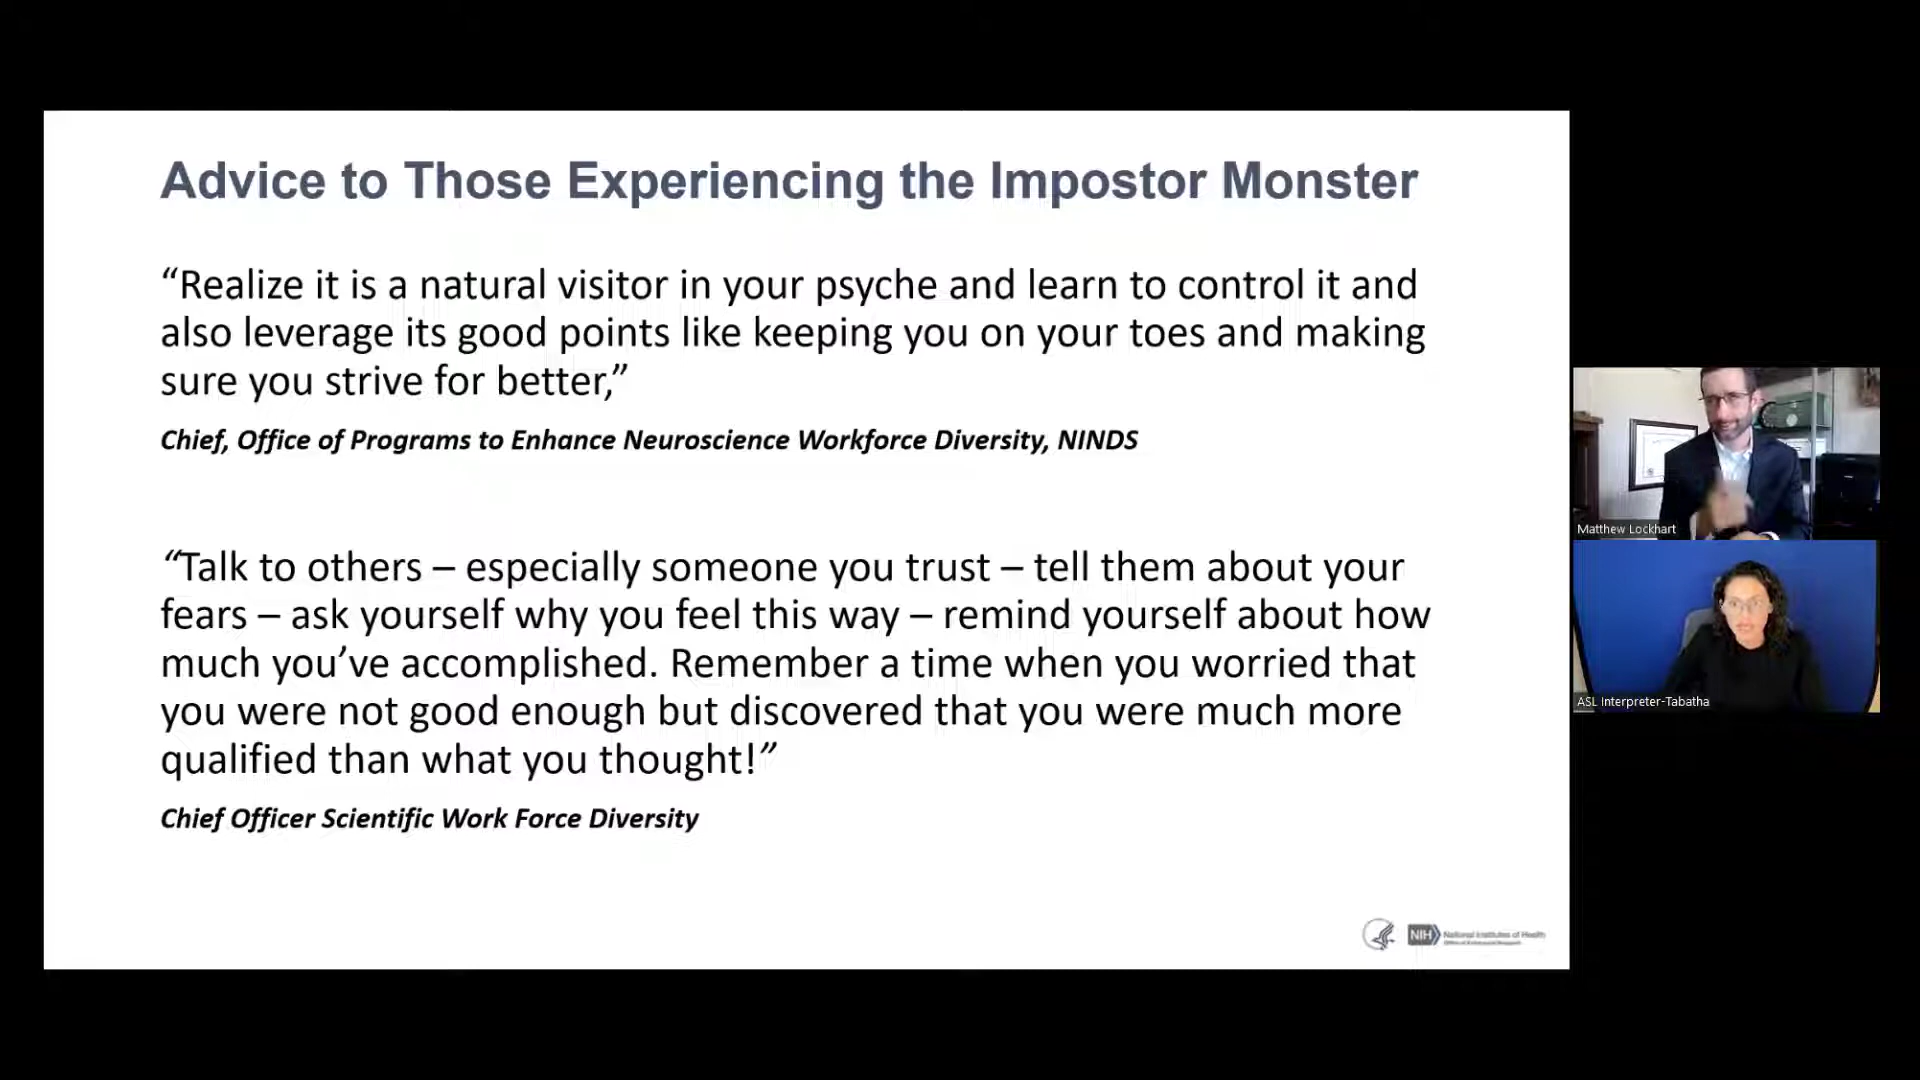 Advice to Those Experiencing the Impostor Monster
“Realize it is a natural visitor in your psyche and learn to control it and
also leverage its good points like keeping you on your toes and making
sure you strive for better,”
Chief, Office of Programs to Enhance Neuroscience Workforce Diversity, NINDS
“Talk to others – especially someone you trust – tell them about your
fears – ask yourself why you feel this way – remind yourself about how
much you’ve accomplished. Remember a time when you worried that
you were not good enough but discovered that you were much more
qualified than what you thought!”
Chief Officer Scientific Work Force Diversity
NIH National Institutes of Health
Office of Extramural Research
Matthew Lockhart
ASL Interpreter-Tabatha